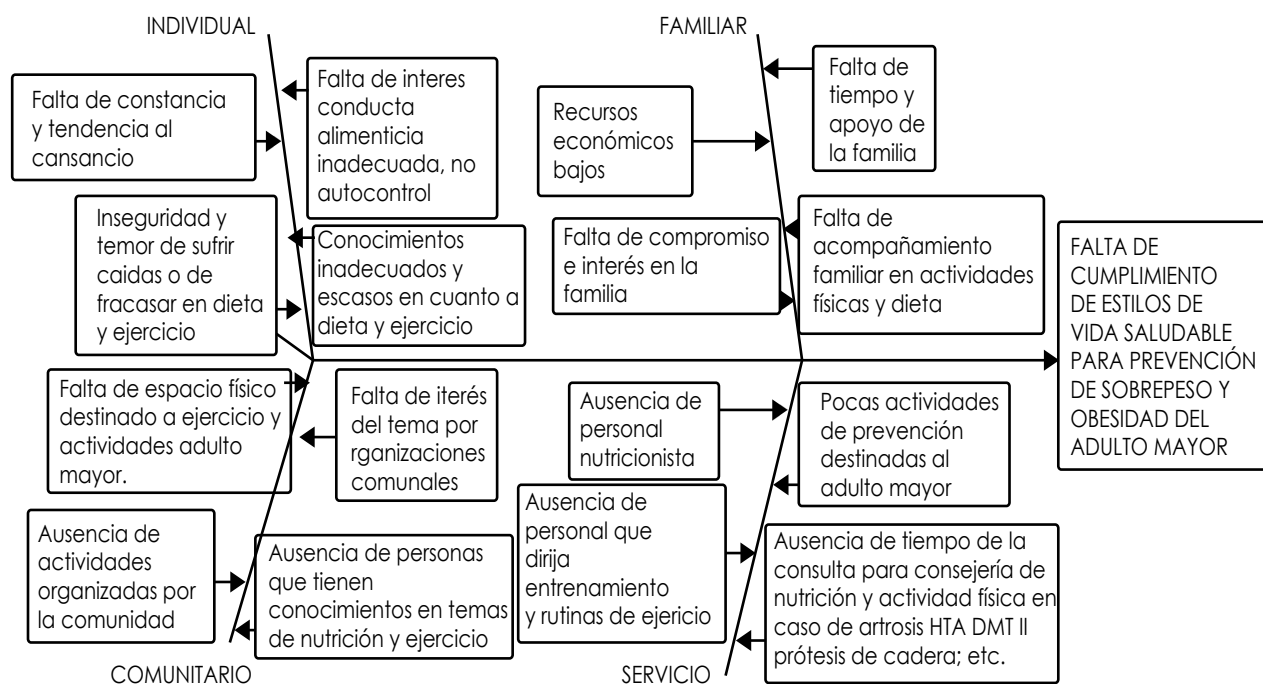 INDIVIDUAL
Falta de constancia
y tendencia al
cansancio
Falta de interes
conducta
alimenticia
inadecuada, no
autocontrol
Inseguridad y
temor de sufrir
caidas o de
fracasar en dieta
y ejercicio
Conocimientos
inadecuados y
escasos en cuanto a
dieta y ejercicio
FAMILIAR
Recursos
económicos
bajos
Falta de
tiempo y
apoyo de
la familia
Falta de compromiso
e interés en la
familia
Falta de
acompañamiento
familiar en actividades
físicas y dieta
FALTA DE
CUMPLIMIENTO
DE ESTILOS DE
VIDA SALUDABLE
PARA PREVENCIÓN
DE SOBREPESO Y
OBESIDAD DEL
ADULTO MAYOR
Falta de espacio físico
destinado a ejercicio y
actividades adulto
mayor.
Falta de iterés
del tema por
rganizaciones
comunales
Ausencia de
actividades
organizadas por
la comunidad
Ausencia de personas
que tienen
conocimientos en temas
de nutrición y ejercicio
COMUNITARIO
Ausencia de
personal
nutricionista
Pocas actividades
de prevención
destinadas al
adulto mayor
Ausencia de
personal que
dirija
entrenamiento
y rutinas de ejericio
Ausencia de tiempo de la
consulta para consejería de
nutrición y actividad física en
caso de artrosis HTA DMT II
prótesis de cadera; etc.
SERVICIO